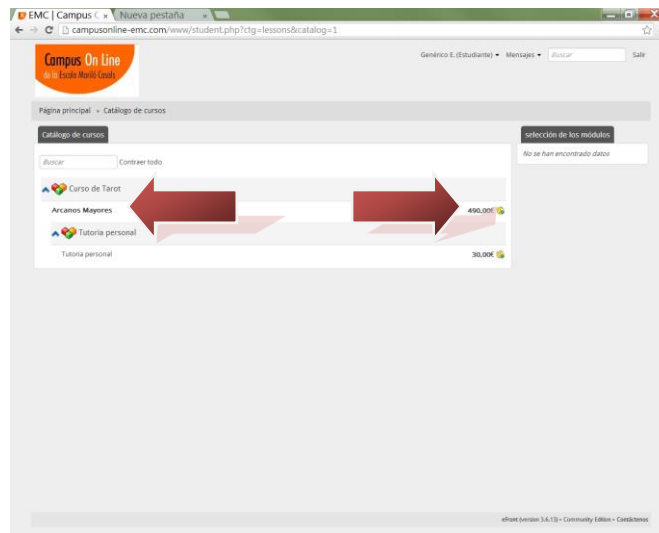 EMC | Campus C × Nueva pestaña ×
campusonline-emc.com/www/student.php?ctg=lessons&catalog=1
Campus On Line
de la Escola Mariló Casals
Genérico E. (Estudiante) Mensajes Buscar Salir
Página principal » Catálogo de cursos
Catálogo de cursos
selección de los módulos
Buscar Contraer todo
No se han encontrado datos
Curso de Tarot
Arcanos Mayores 490,00€
Tutoria personal
Tutoria personal 30,00€
eFront (version 3.6.13) • Community Edition • Contáctenos